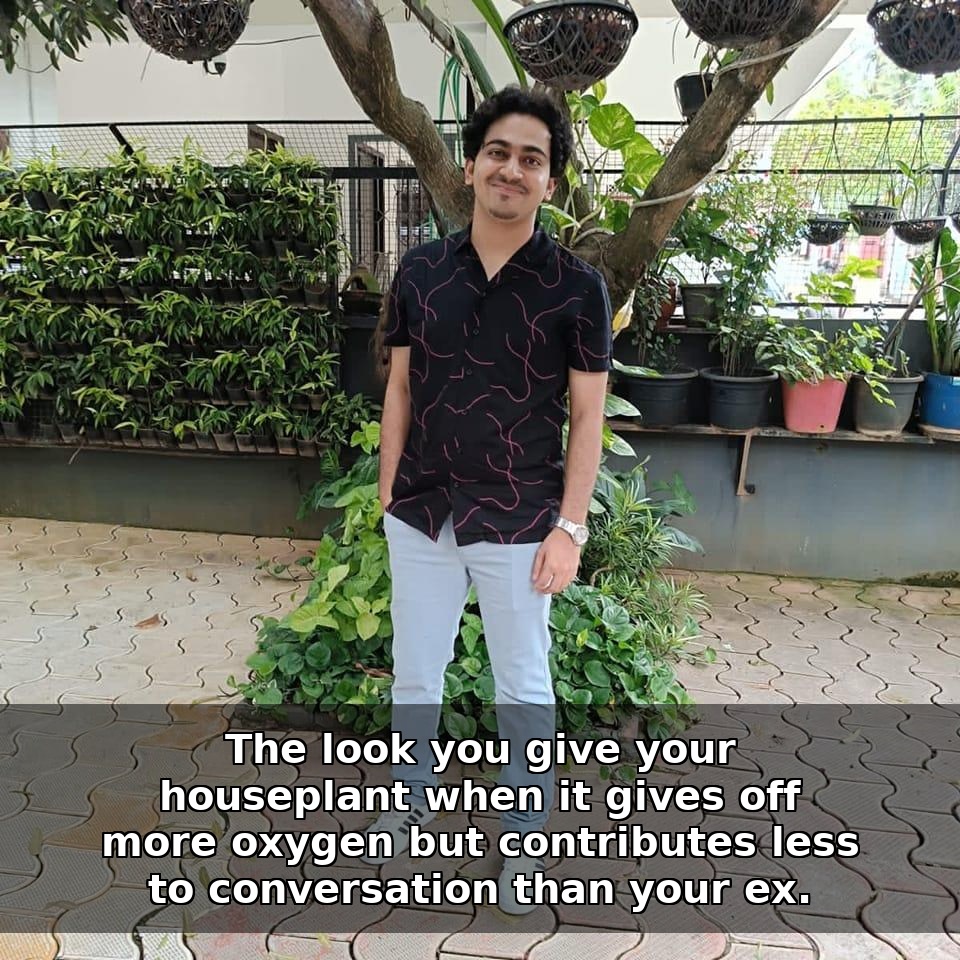 The look you give your
houseplant when it gives off
more oxygen but contributes less
to conversation than your ex.